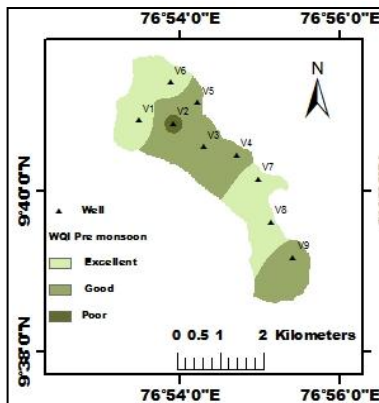 76°54'0"E 76°56'0"E
N
V6
V5
V1
V2
V3
V4
V7
V8
V9
9°40'0"N
9°38'0"N
Well
WQI Pre monsoon
Excellent
Good
Poor
0 0.5 1 2 Kilometers
76°54'0"E 76°56'0"E